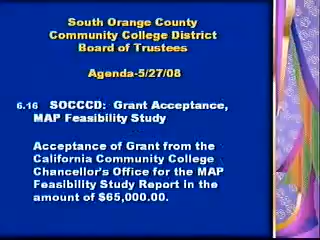 South Orange County
Community College District
Board of Trustees
Agenda-5/27/08
6.16 SOCCCD: Grant Acceptance,
MAP Feasibility Study
Acceptance of Grant from the
California Community College
Chancellor's Office for the MAP
Feasibility Study Report in the
amount of $65,000.00.